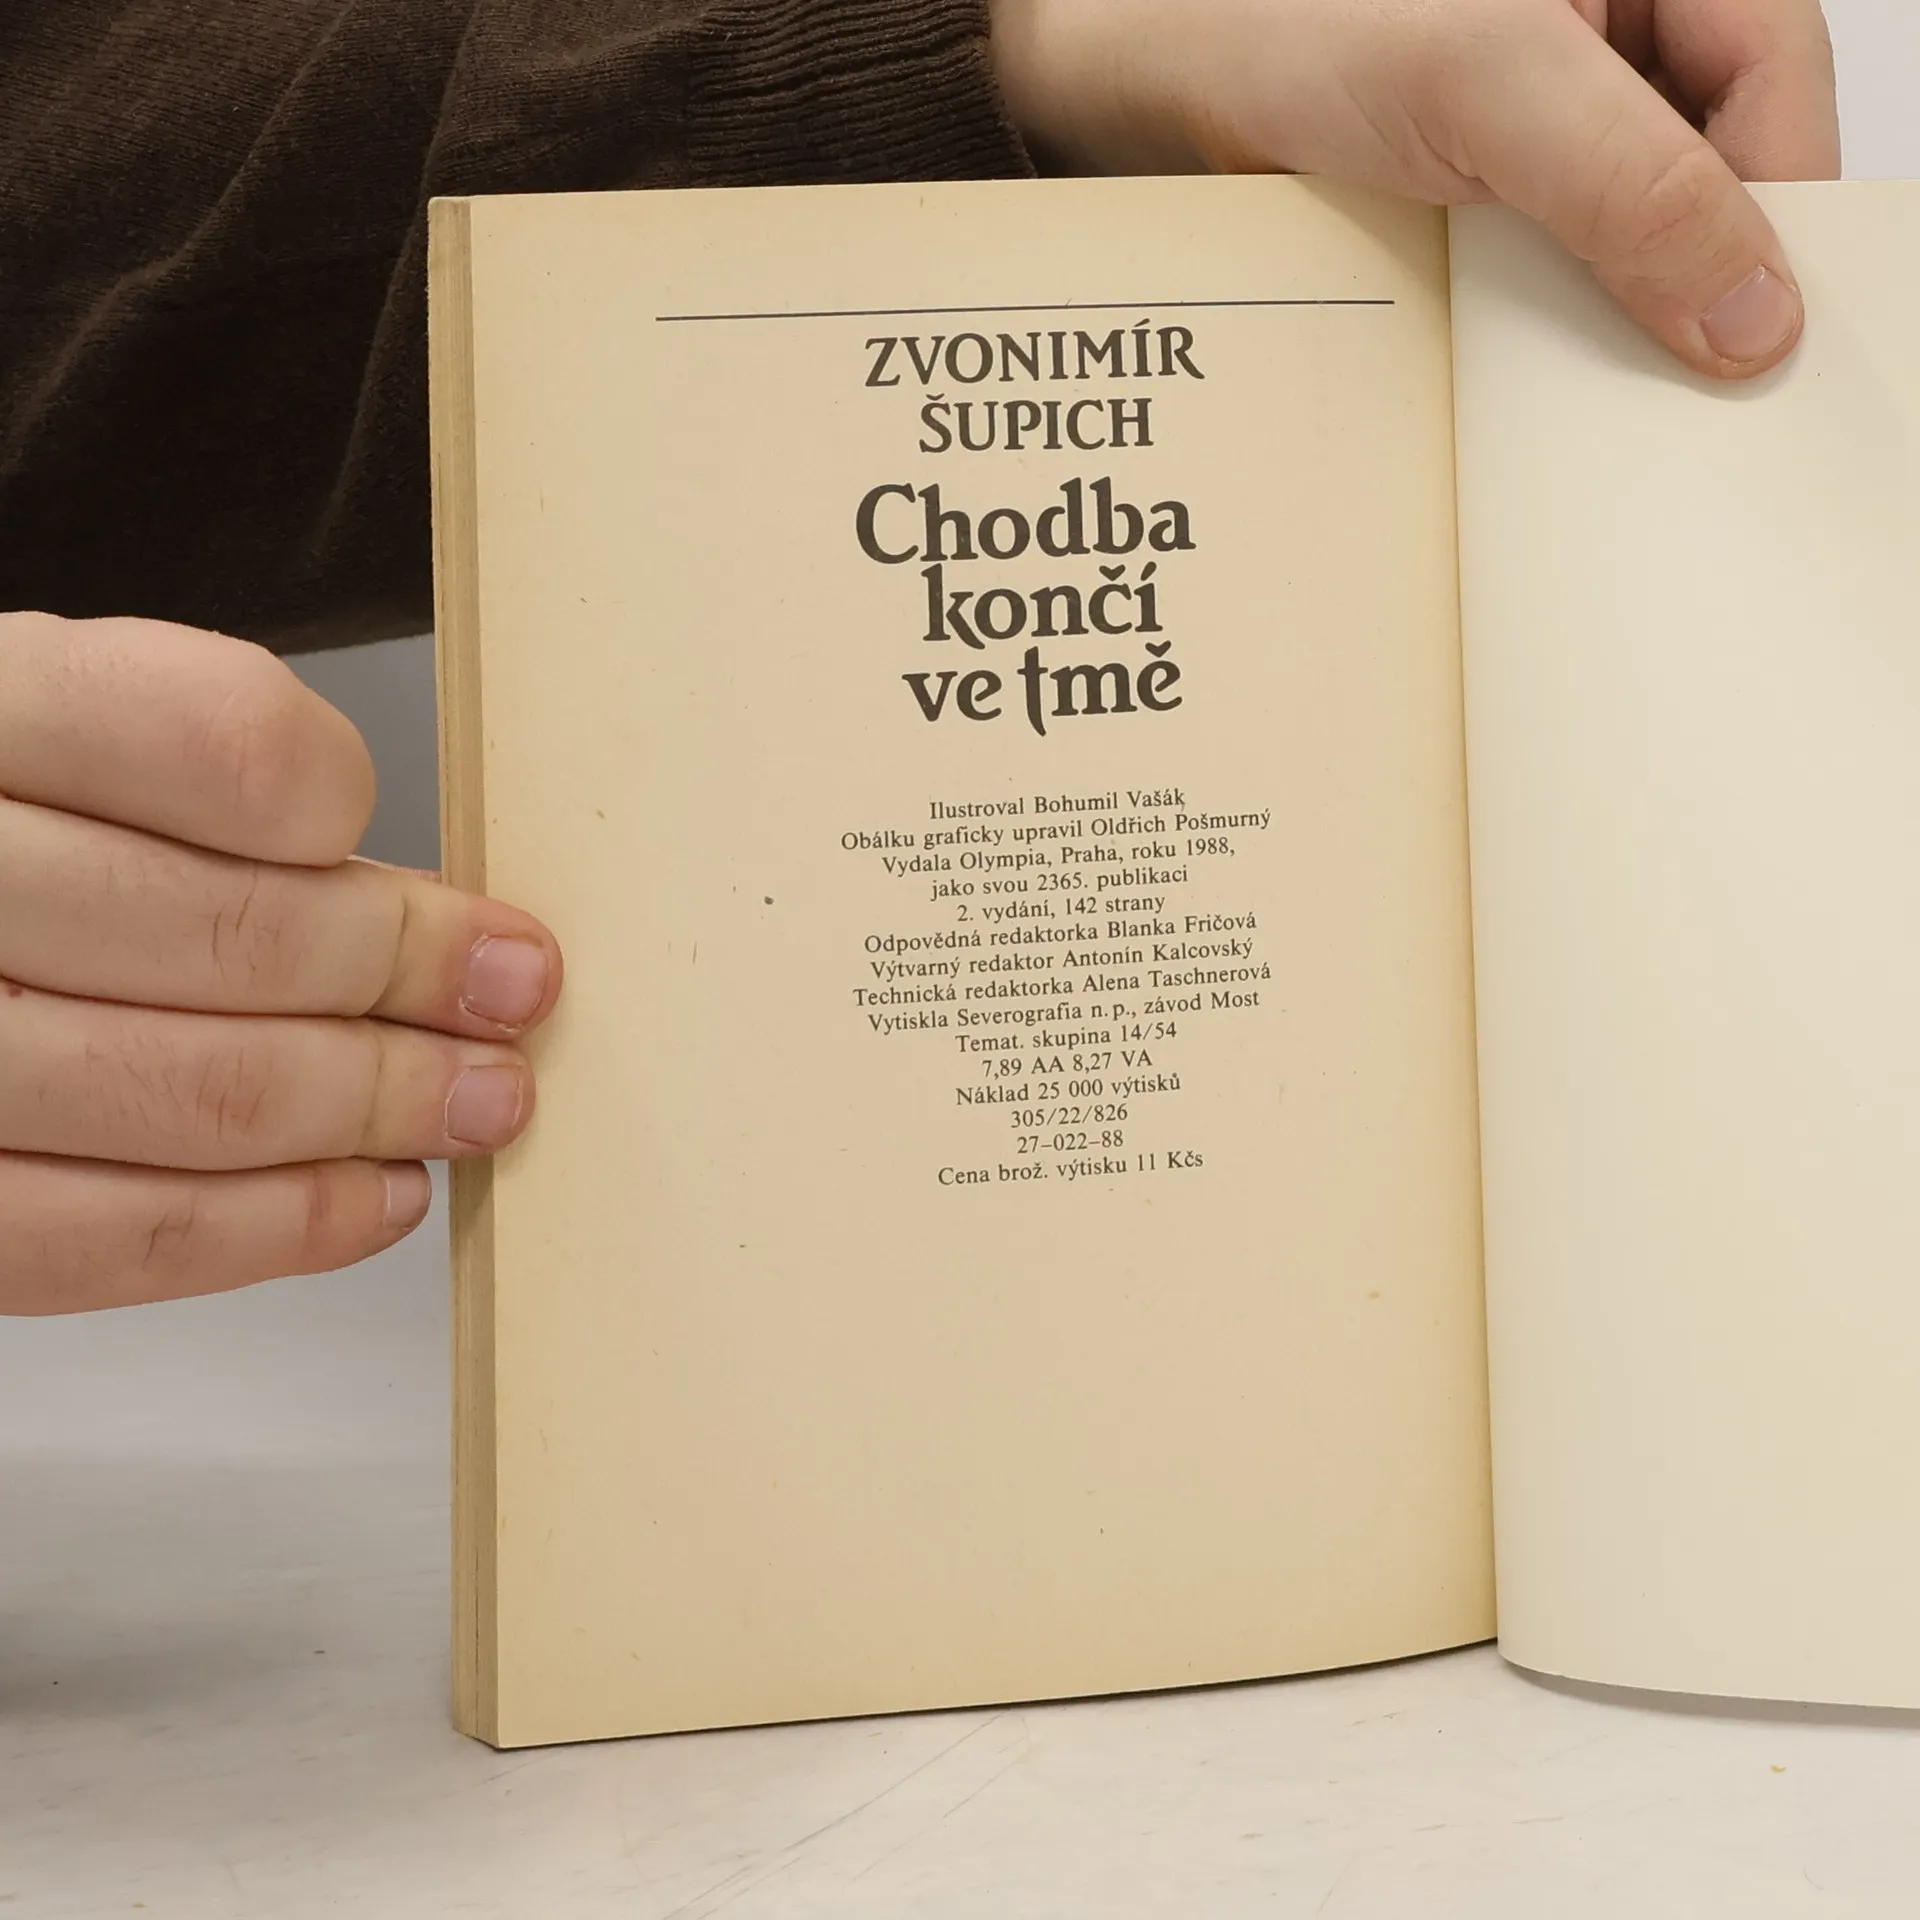 ZVONIMÍR
ŠUPICH
Chodba
končí
ve tmě
Ilustroval Bohumil Vašák
Obálku graficky upravil Oldřich Pošmurný
Vydala Olympia, Praha, roku 1988,
jako svou 2365. publikaci
2. vydání, 142 strany
Odpovědná redaktorka Blanka Fričová
Výtvarný redaktor Antonín Kalcovský
Technická redaktorka Alena Taschnerová
Vytiskla Severografia n. p., závod Most
Temat. skupina 14/54
7,89 AA 8,27 VA
Náklad 25 000 výtisků
305/22/826
27–022–88
Cena brož. výtisku 11 Kčs